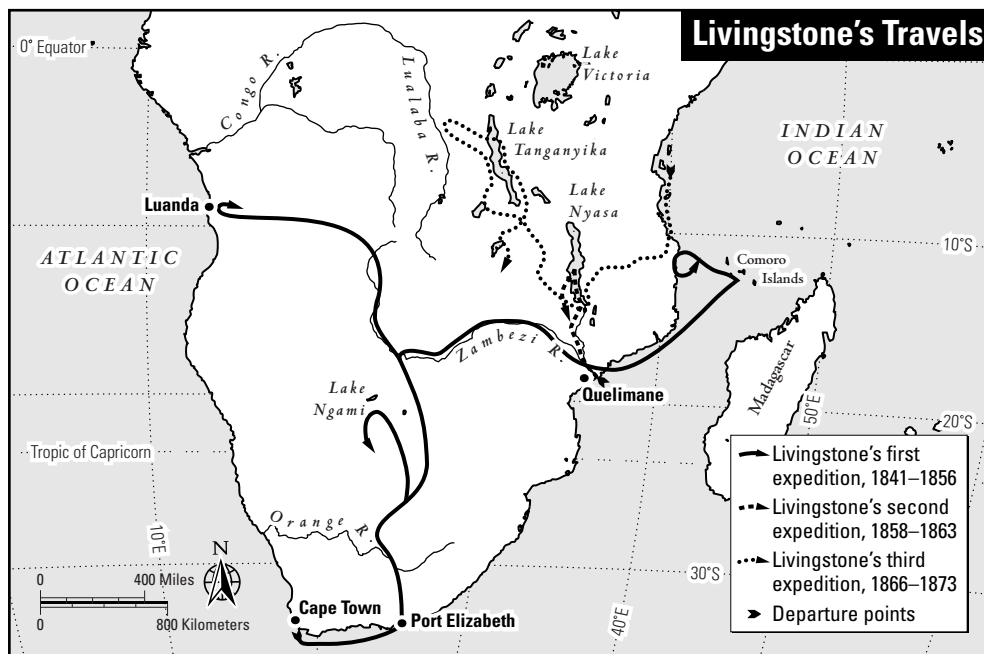 Livingstone's Travels
0° Equator
Congo R.
Lualaba R.
Lake
Victoria
Lake
Tanganyika
INDIAN
OCEAN
Lake
Nyasa
Luanda
ATLANTIC
OCEAN
10°S
Comoro
Islands
Zambezi R.
Madagascar
Lake
Ngami
Quelimane
50°E
20°S
Tropic of Capricorn
Livingstone's first
expedition, 1841–1856
Livingstone's second
expedition, 1858–1863
Livingstone's third
expedition, 1866–1873
Departure points
Orange R.
10°E
N
30°S
0 400 Miles
0 800 Kilometers
Cape Town
Port Elizabeth
40°E